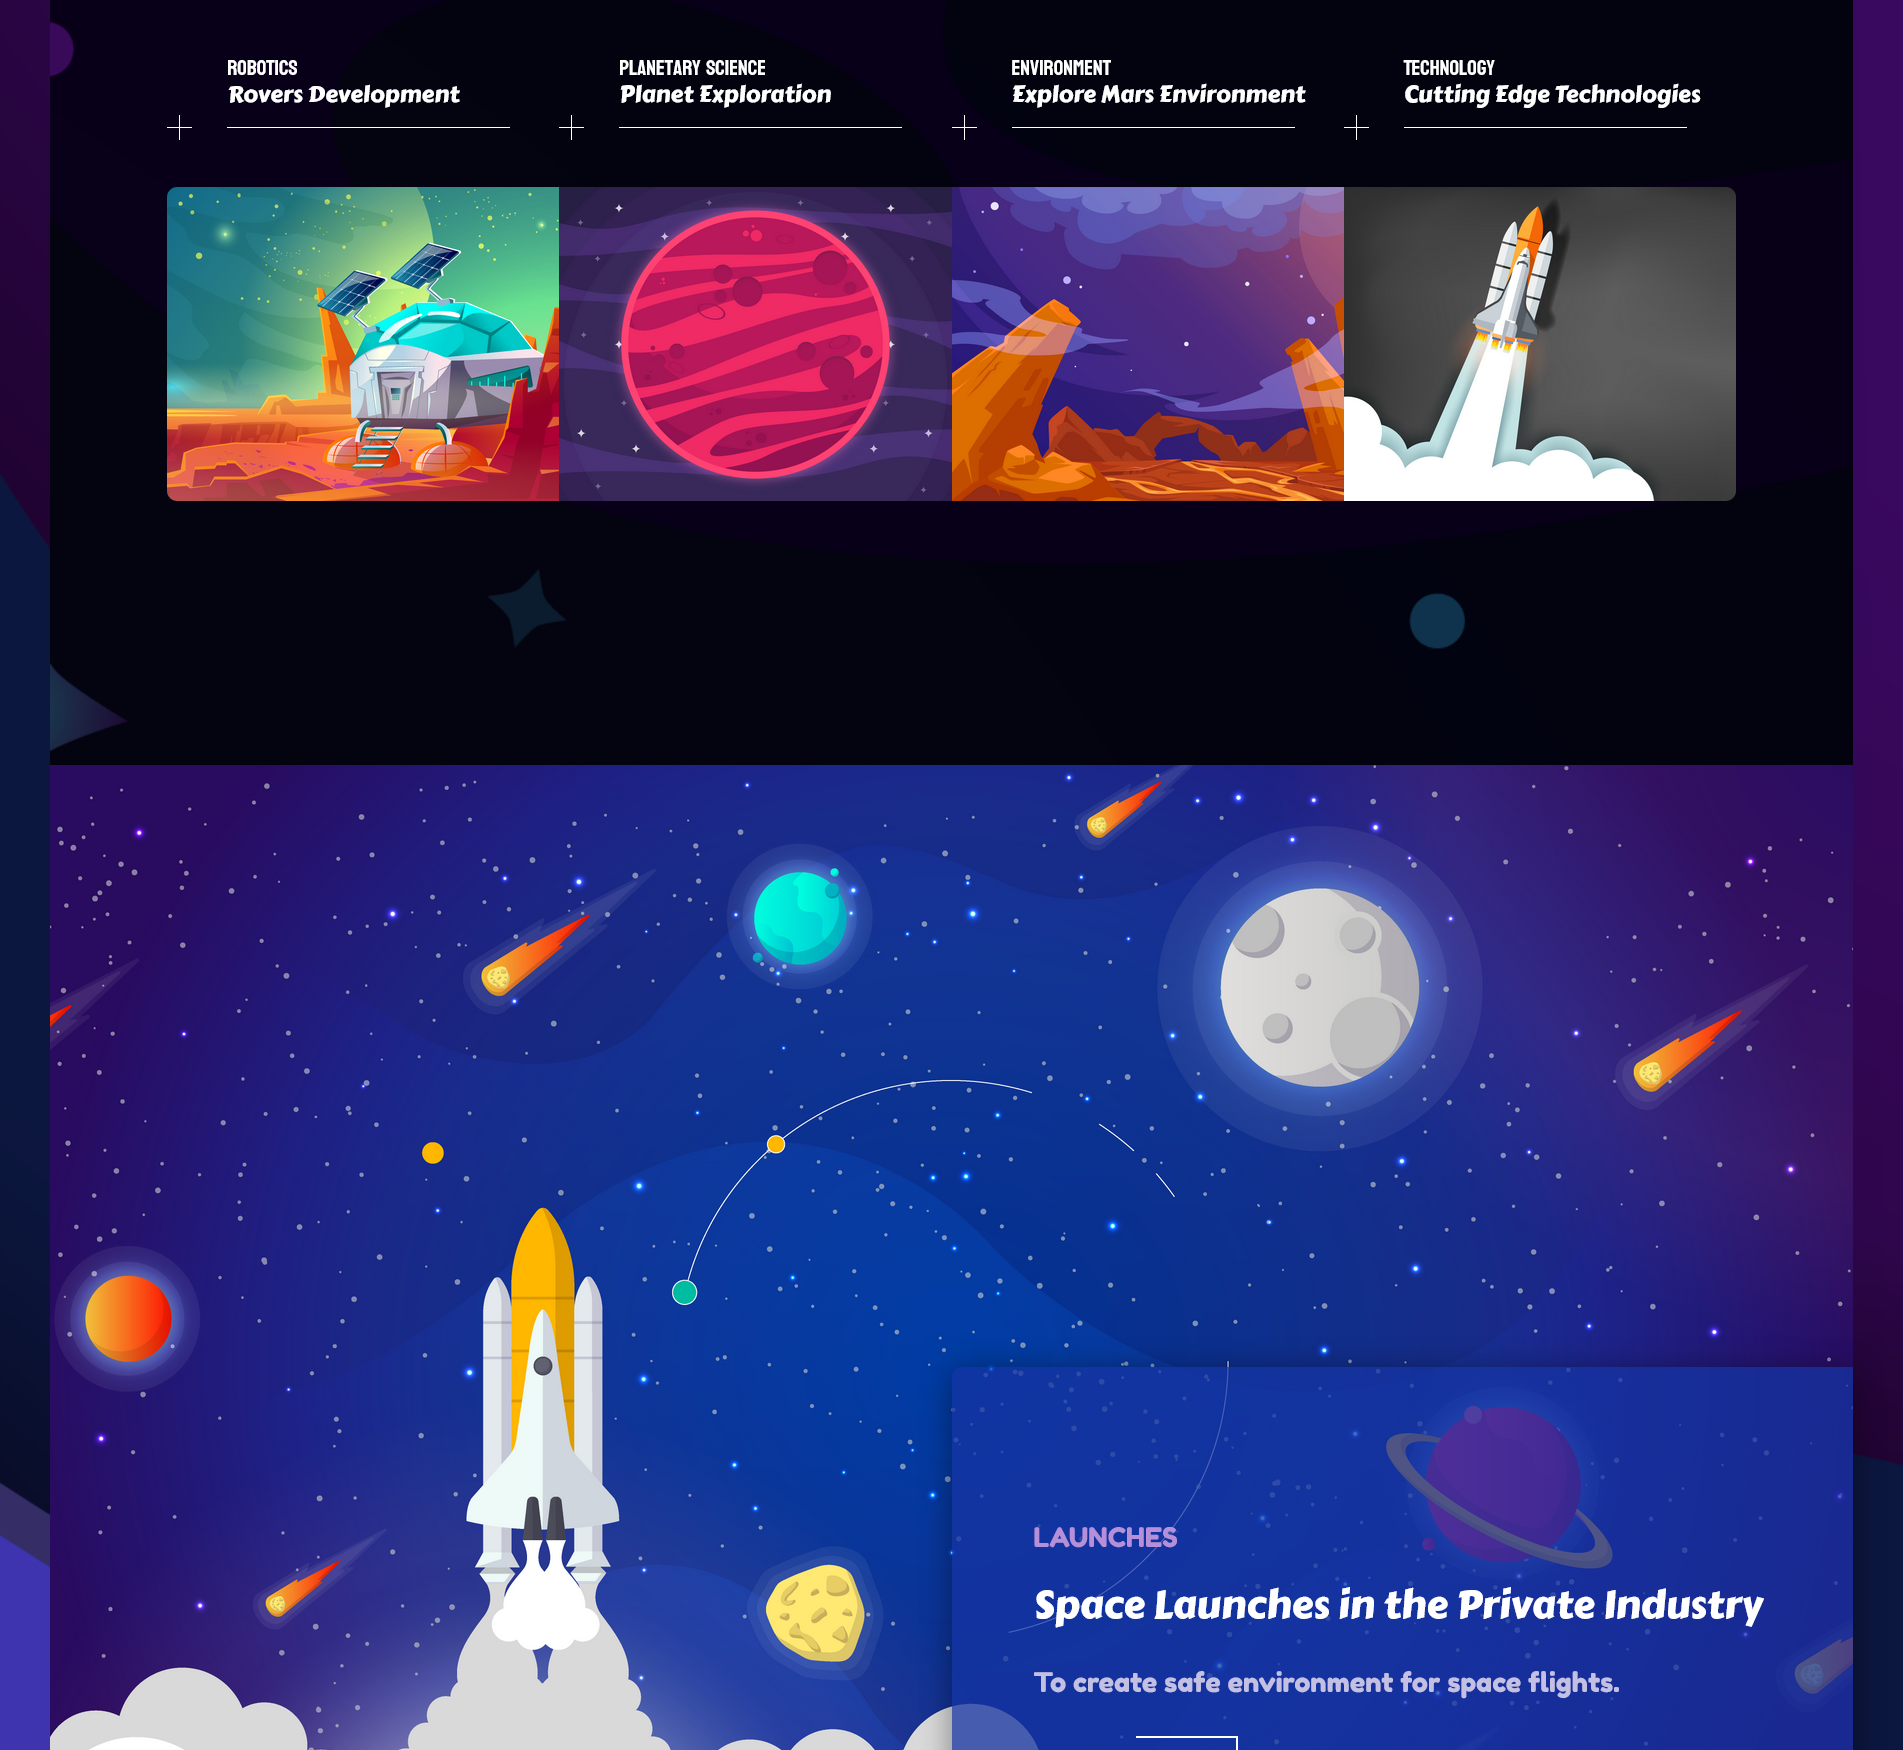 ROBOTICS
Rovers Development
PLANETARY SCIENCE
Planet Exploration
ENVIRONMENT
Explore Mars Environment
TECHNOLOGY
Cutting Edge Technologies
LAUNCHES
Space Launches in the Private Industry
To create safe environment for space flights.